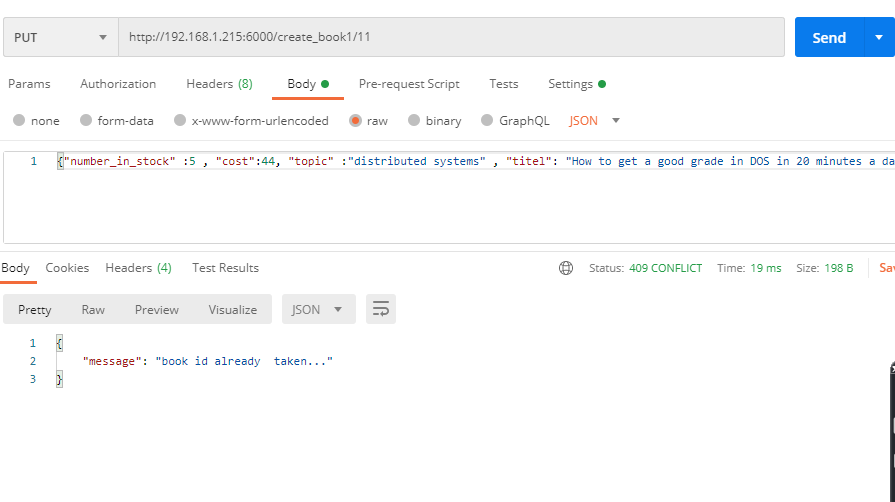 PUT http://192.168.1.215:6000/create_book1/11 Send
Params Authorization Headers (8) Body Pre-request Script Tests Settings
none form-data x-www-form-urlencoded raw binary GraphQL JSON
1 {"number_in_stock" :5 , "cost":44, "topic" :"distributed systems" , "titel": "How to get a good grade in DOS in 20 minutes a da
Body Cookies Headers (4) Test Results Status: 409 CONFLICT Time: 19 ms Size: 198 B Sav
Pretty Raw Preview Visualize JSON
1 {
2 "message": "book id already  taken..."
3 }